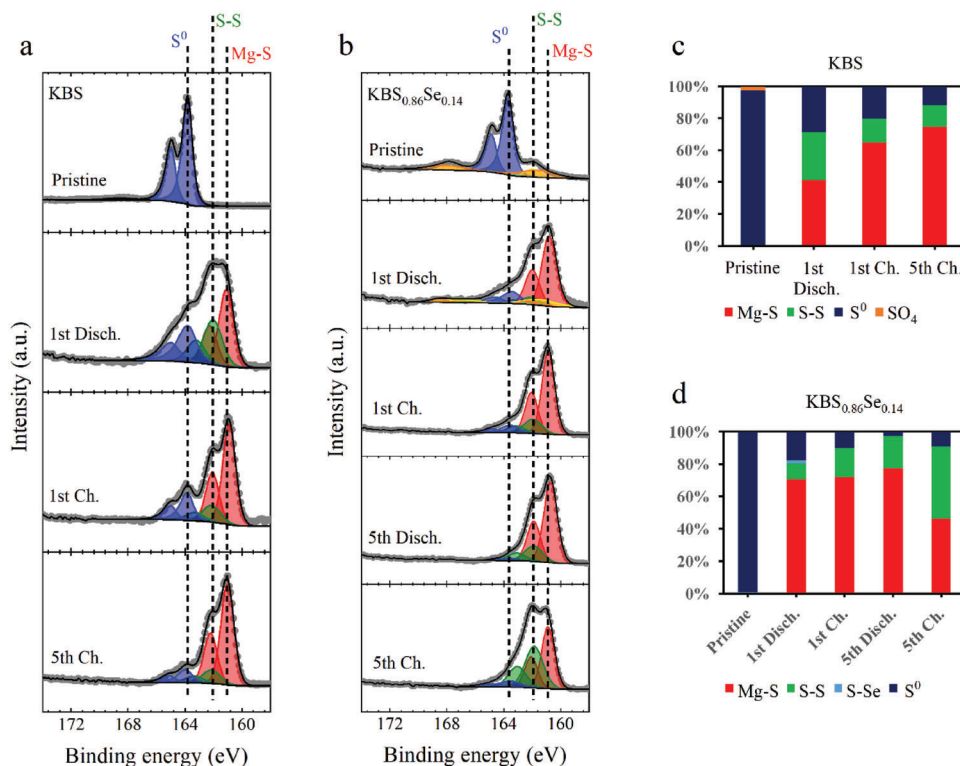 a
S⁰
S-S
Mg-S
KBS
Pristine
1st Disch.
1st Ch.
5th Ch.
Intensity (a.u.)
172 168 164 160
Binding energy (eV)
b
S⁰
S-S
Mg-S
KBS₀.₈₆Se₀.₁₄
Pristine
1st Disch.
1st Ch.
5th Disch.
5th Ch.
Intensity (a.u.)
172 168 164 160
Binding energy (eV)
c
KBS
100%
80%
60%
40%
20%
0%
Pristine 1st Disch. 1st Ch. 5th Ch.
Mg-S S-S S⁰ SO₄
d
KBS₀.₈₆Se₀.₁₄
100%
80%
60%
40%
20%
0%
Pristine 1st Disch. 1st Ch. 5th Disch. 5th Ch.
Mg-S S-S S-Se S⁰